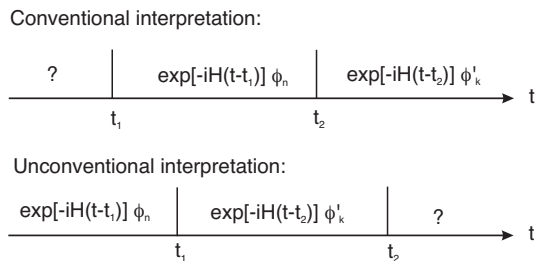 Conventional interpretation:
? exp[-iH(t-t₁)] ϕₙ exp[-iH(t-t₂)] ϕ'ₖ
t
t₁ t₂
Unconventional interpretation:
exp[-iH(t-t₁)] ϕₙ exp[-iH(t-t₂)] ϕ'ₖ ?
t
t₁ t₂